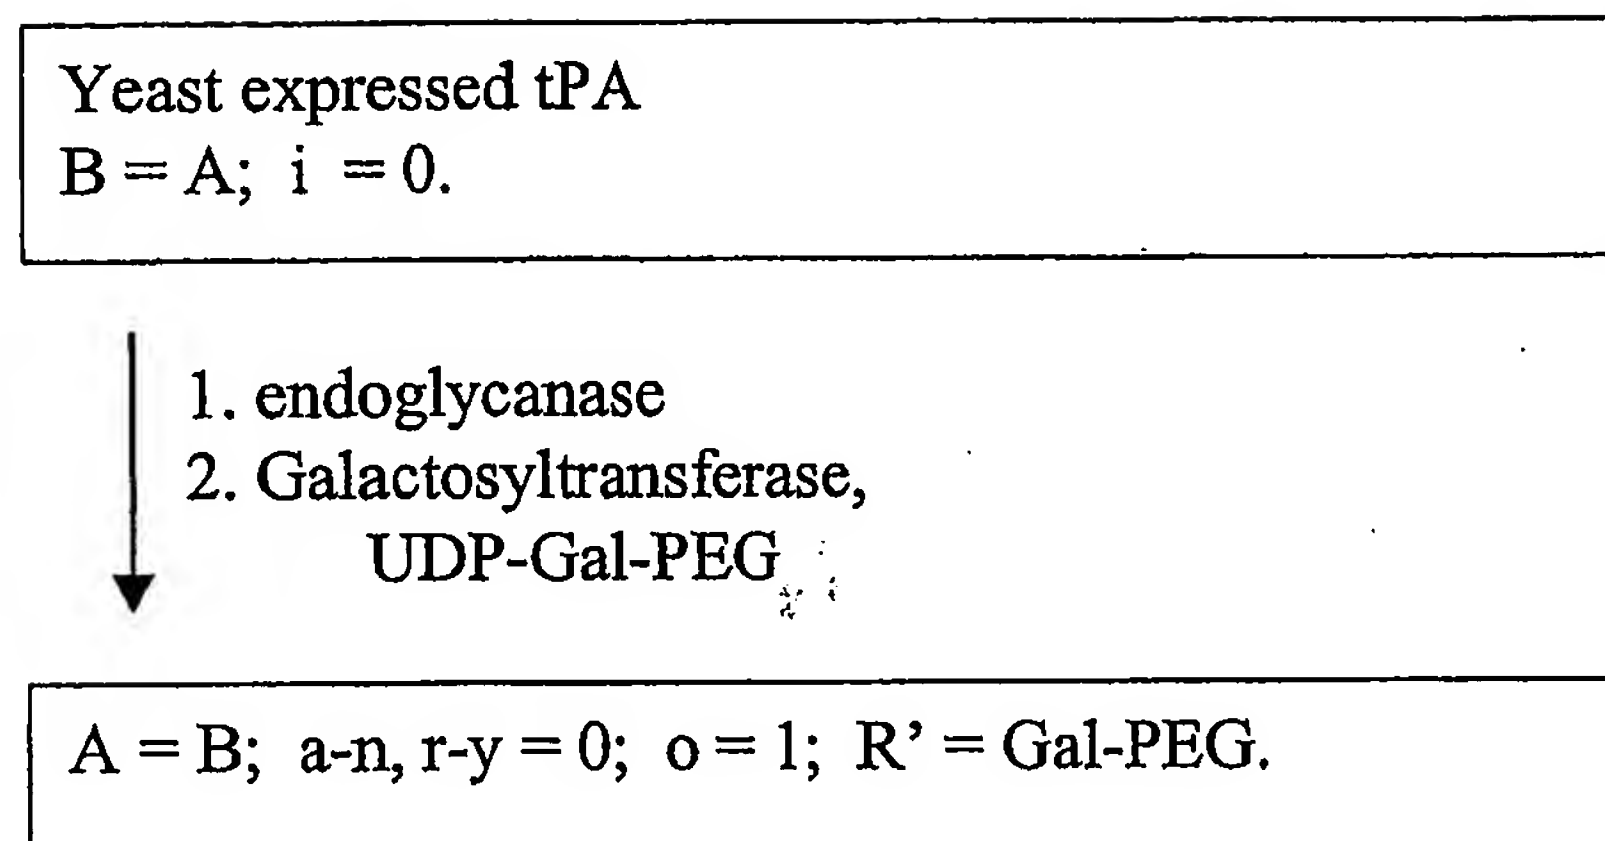 Yeast expressed tPA
B = A; i = 0.
1. endoglycanase
2. Galactosyltransferase,
UDP-Gal-PEG
A = B; a-n, r-y = 0; o = 1; R’ = Gal-PEG.